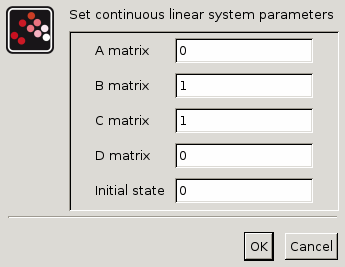 Set continuous linear system parameters
A matrix 0
B matrix 1
C matrix 1
D matrix 0
Initial state 0
OK Cancel